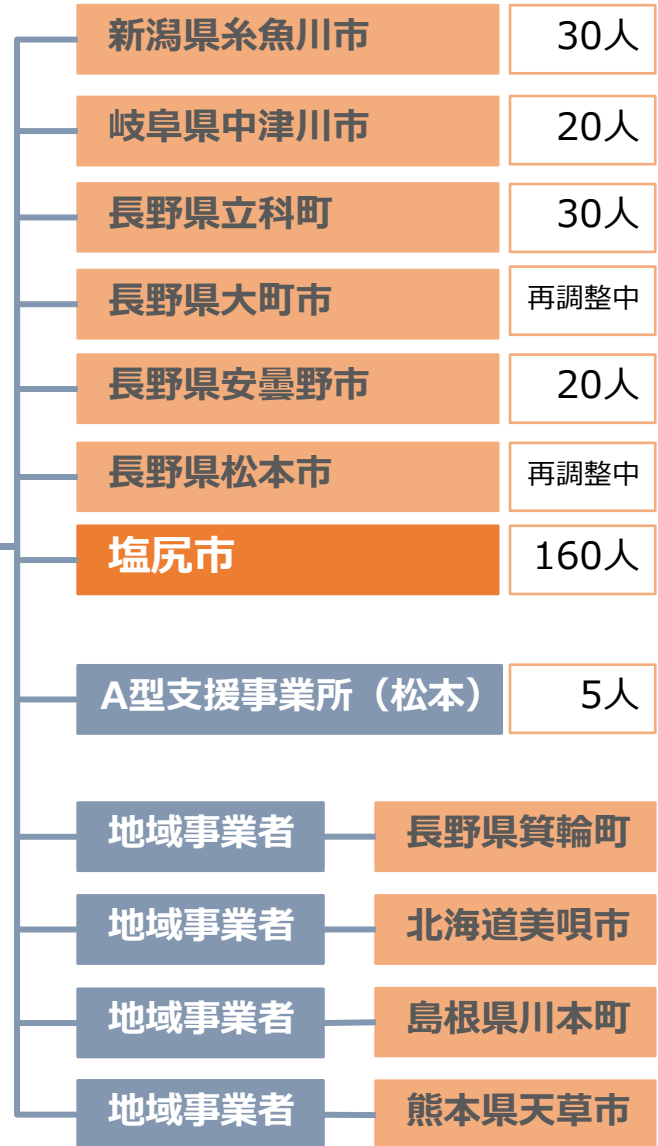 新潟県糸魚川市 30人
岐阜県中津川市 20人
長野県立科町 30人
長野県大町市 再調整中
長野県安曇野市 20人
長野県松本市 再調整中
塩尻市 160人
A型支援事業所（松本） 5人
地域事業者 長野県箕輪町
地域事業者 北海道美唄市
地域事業者 島根県川本町
地域事業者 熊本県天草市